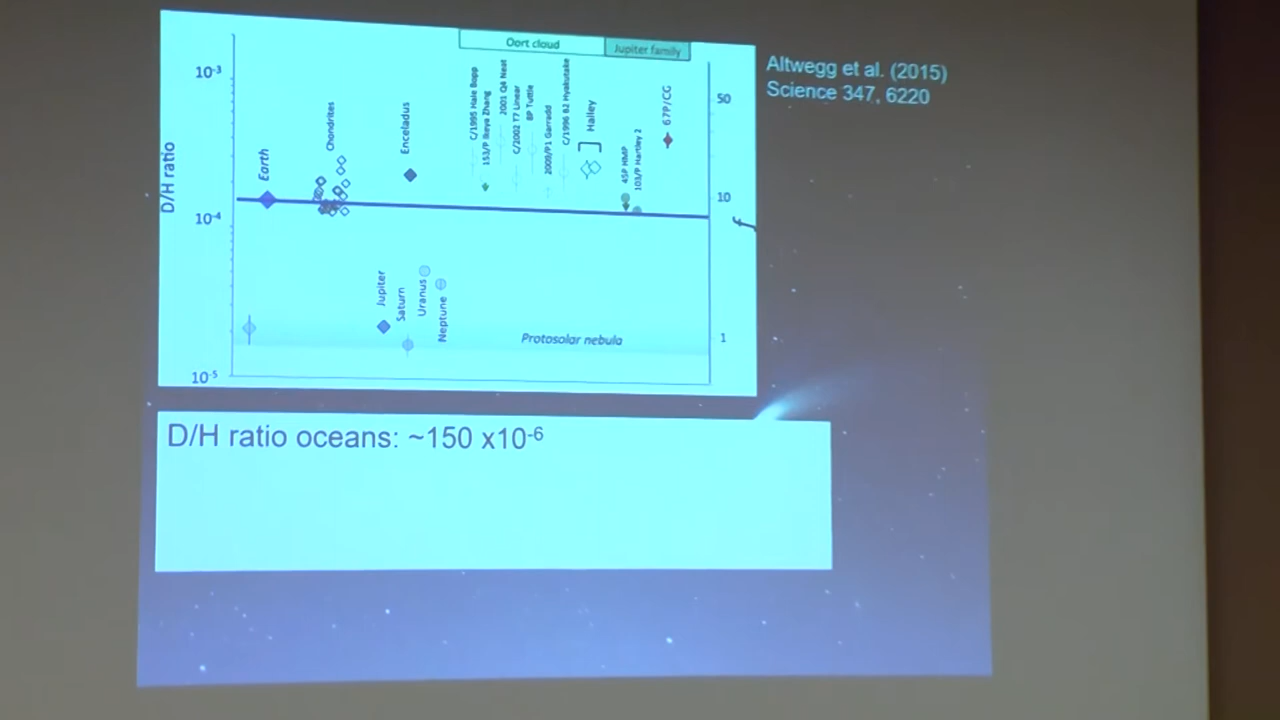 Oort cloud
Jupiter family
Altwegg et al. (2015)
Science 347, 6220
10-3
10-4
10-5
D/H ratio
Earth
Chondrites
Enceladus
C/1995 Hale Bopp
153/P Ikeya Zhang
2001 Q4 Neat
C/2002 T7 Linear
8P Tuttle
2009/P1 Garradd
C/1996 B2 Hyakutake
Halley
45P HMP
103/P Hartley 2
67P/CG
50
10
1
f
Jupiter
Saturn
Uranus
Neptune
Protosolar nebula
D/H ratio oceans: ~150 x10-6